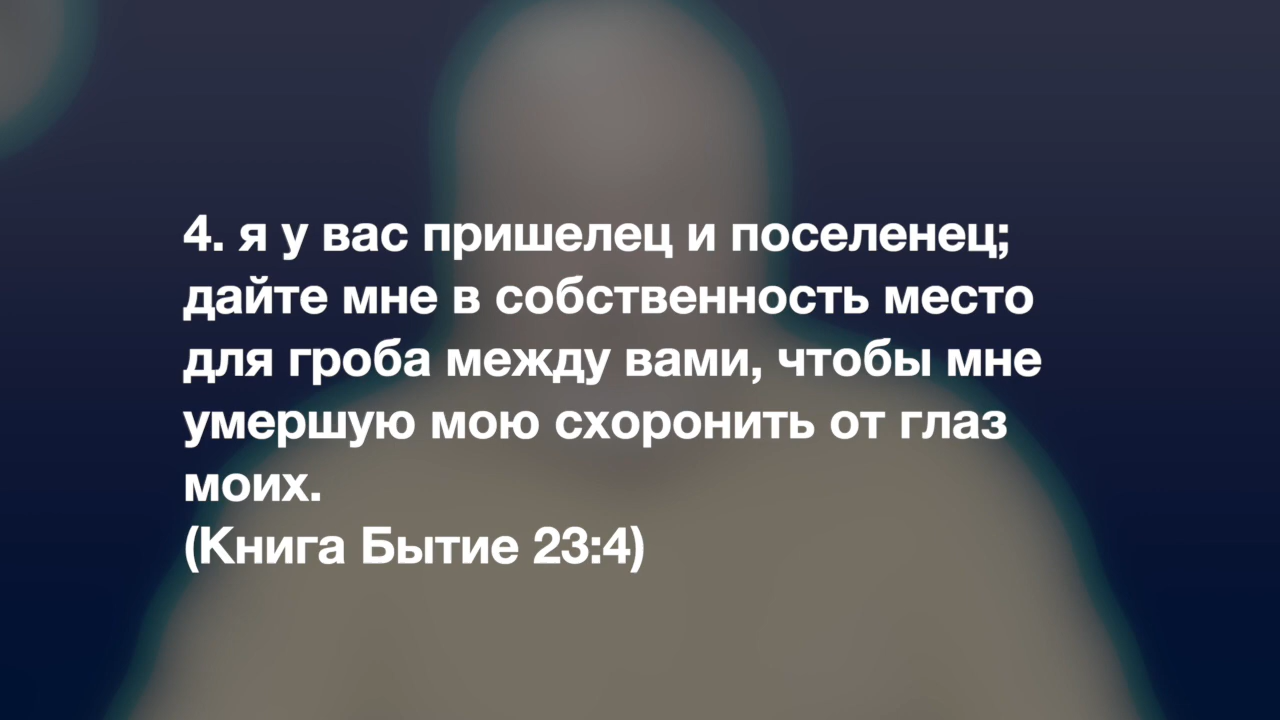 4. я у вас пришелец и поселенец;
дайте мне в собственность место
для гроба между вами, чтобы мне
умершую мою схоронить от глаз
моих.
(Книга Бытие 23:4)